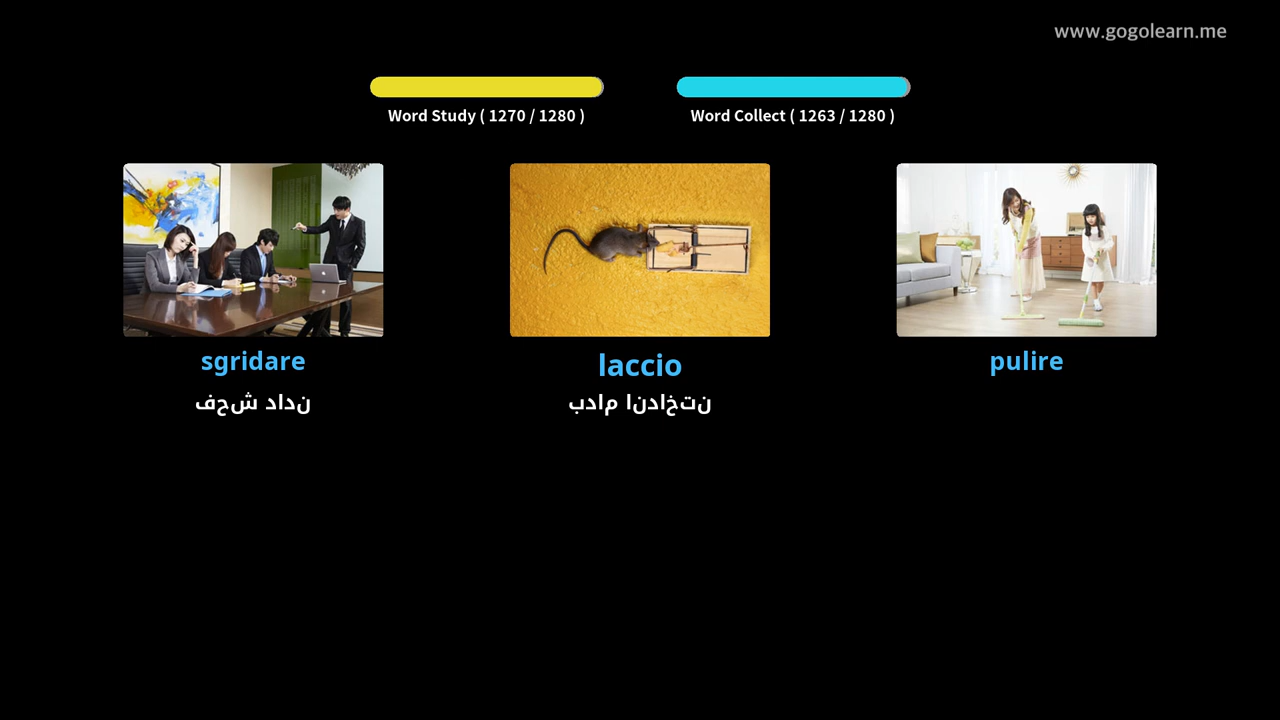 www.gogolearn.me
Word Study ( 1270 / 1280 )
Word Collect ( 1263 / 1280 )
sgridare
فحش دادن
laccio
بدام انداختن
pulire